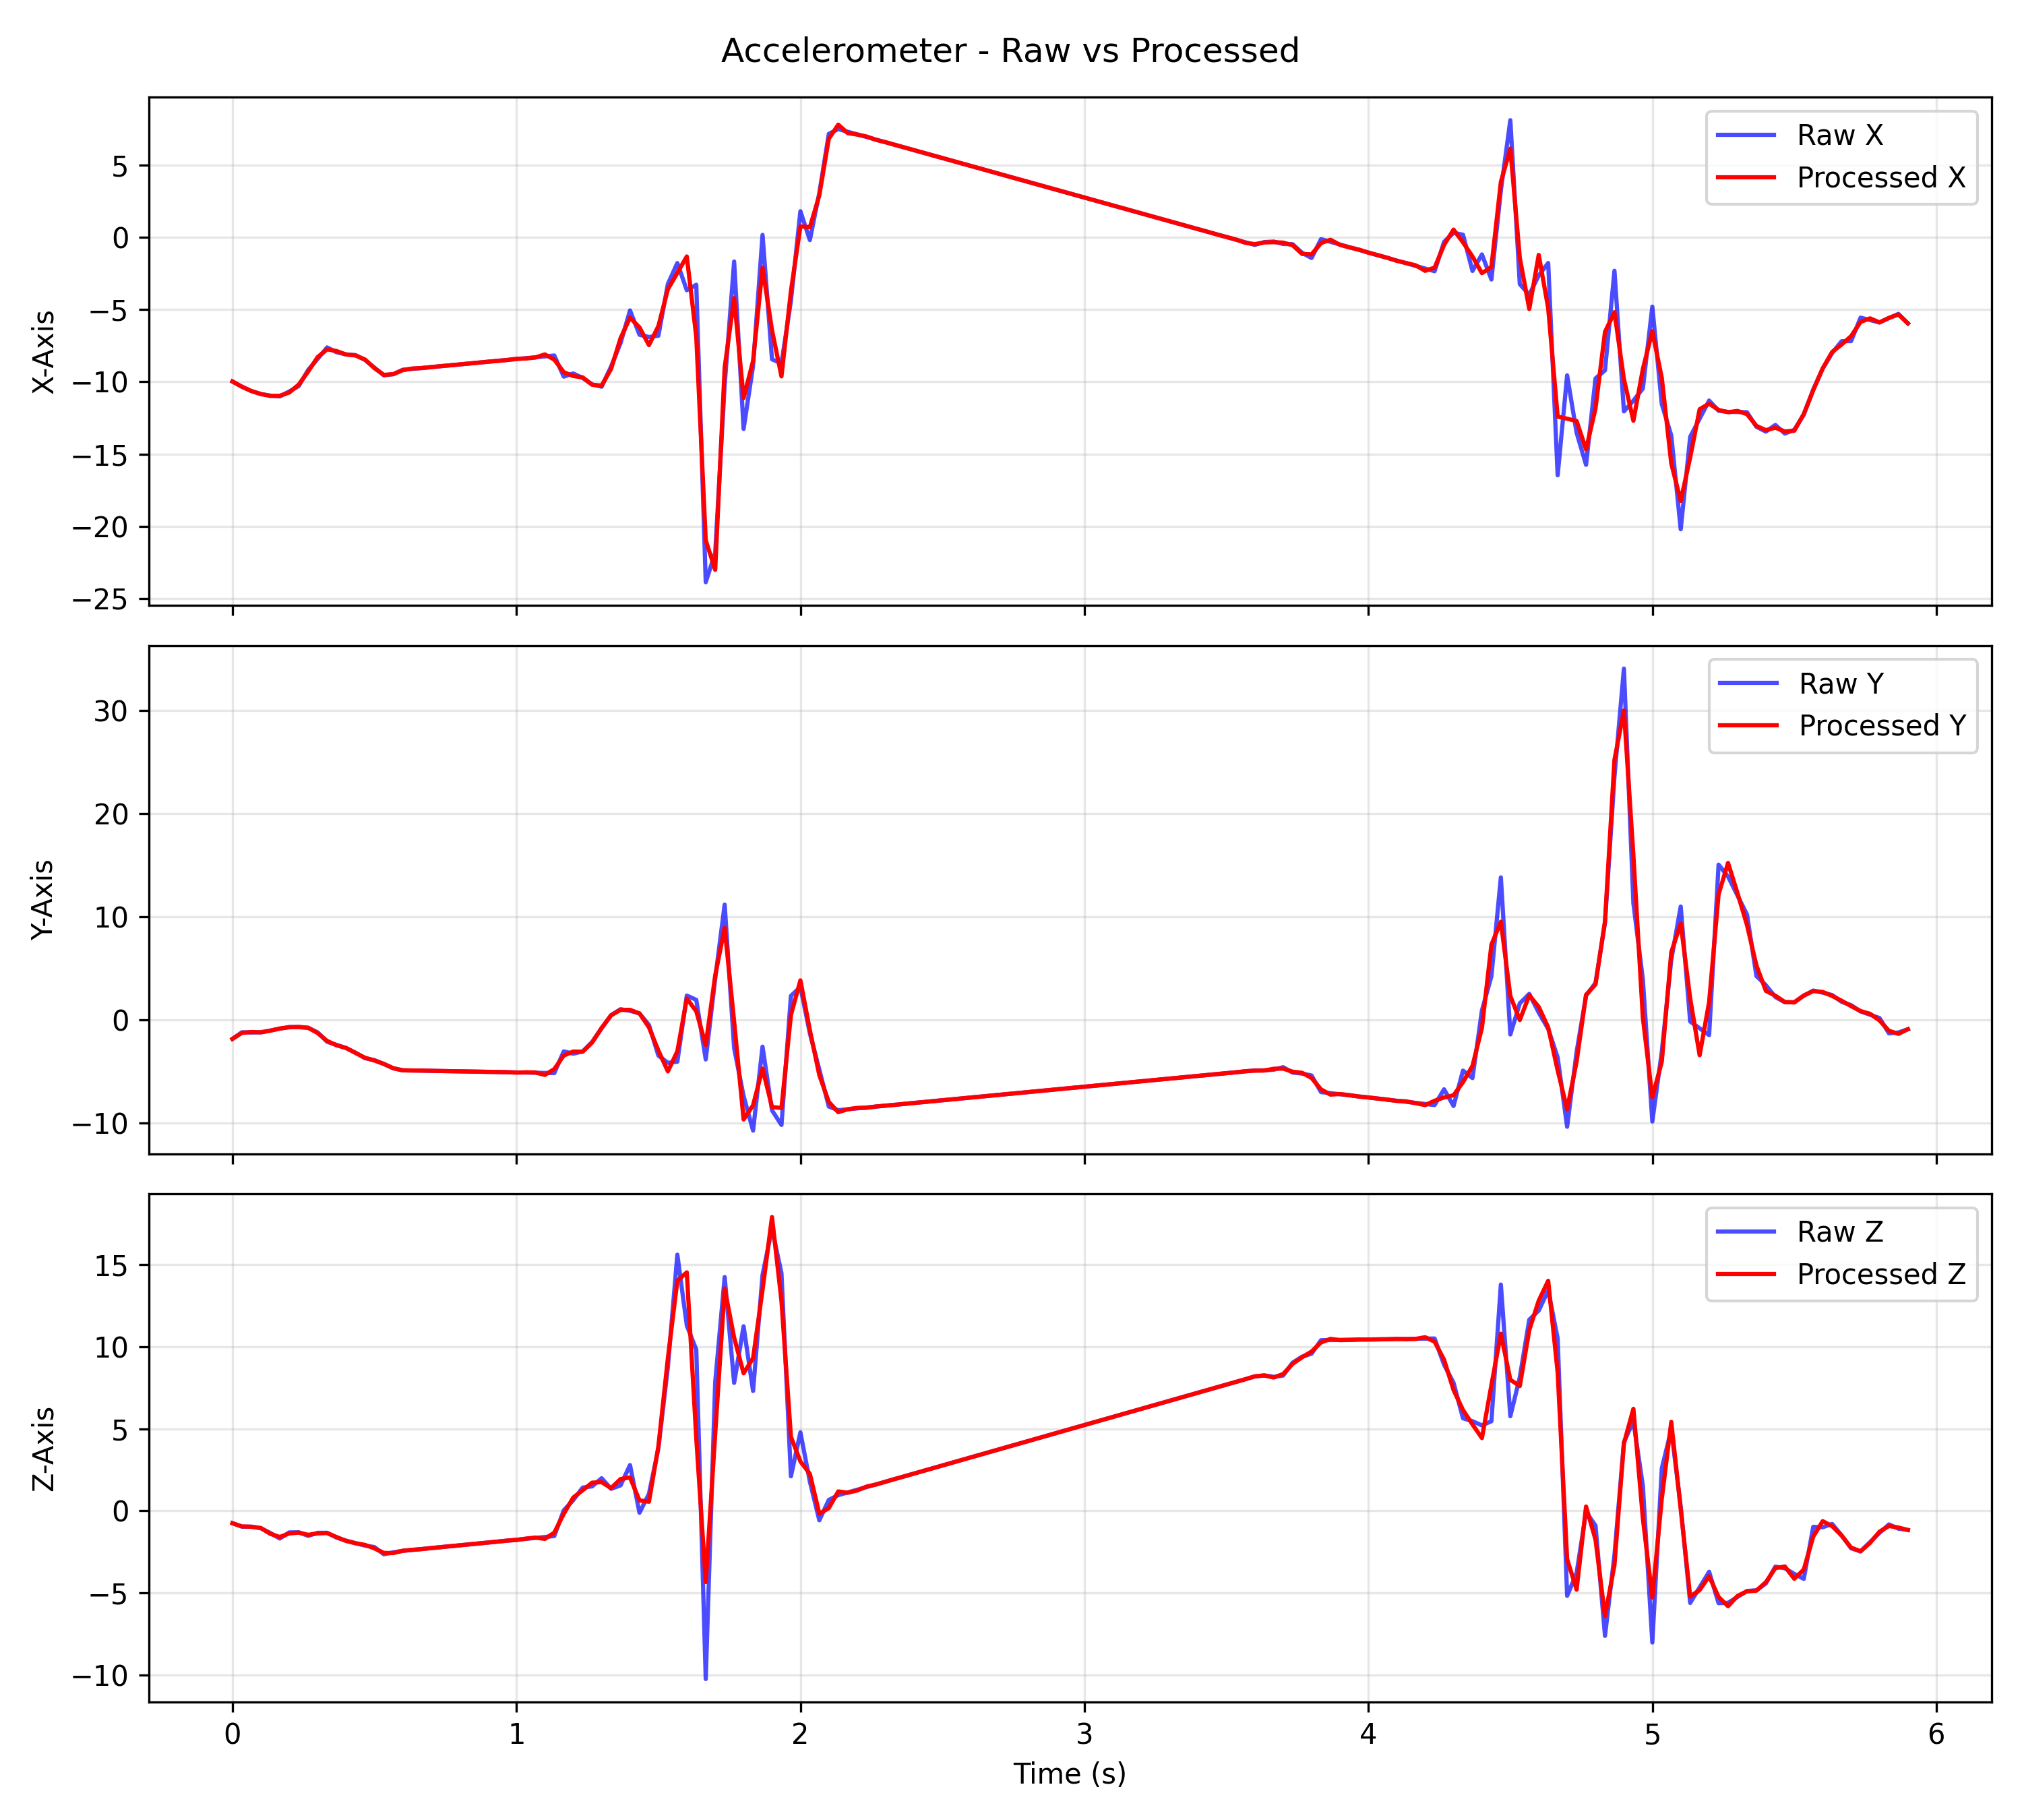 Accelerometer - Raw vs Processed
Raw X
Processed X
5
0
−5
−10
−15
−20
−25
X-Axis
Raw Y
Processed Y
30
20
10
0
−10
Y-Axis
Raw Z
Processed Z
15
10
5
0
−5
−10
Z-Axis
0 1 2 3 4 5 6
Time (s)